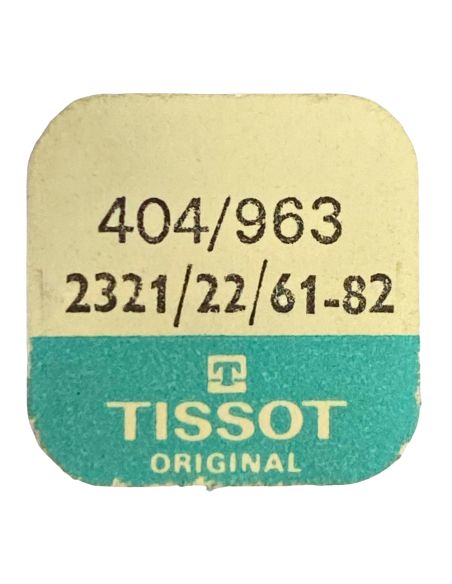 404/963
2321/22/61-82
T
TISSOT
ORIGINAL